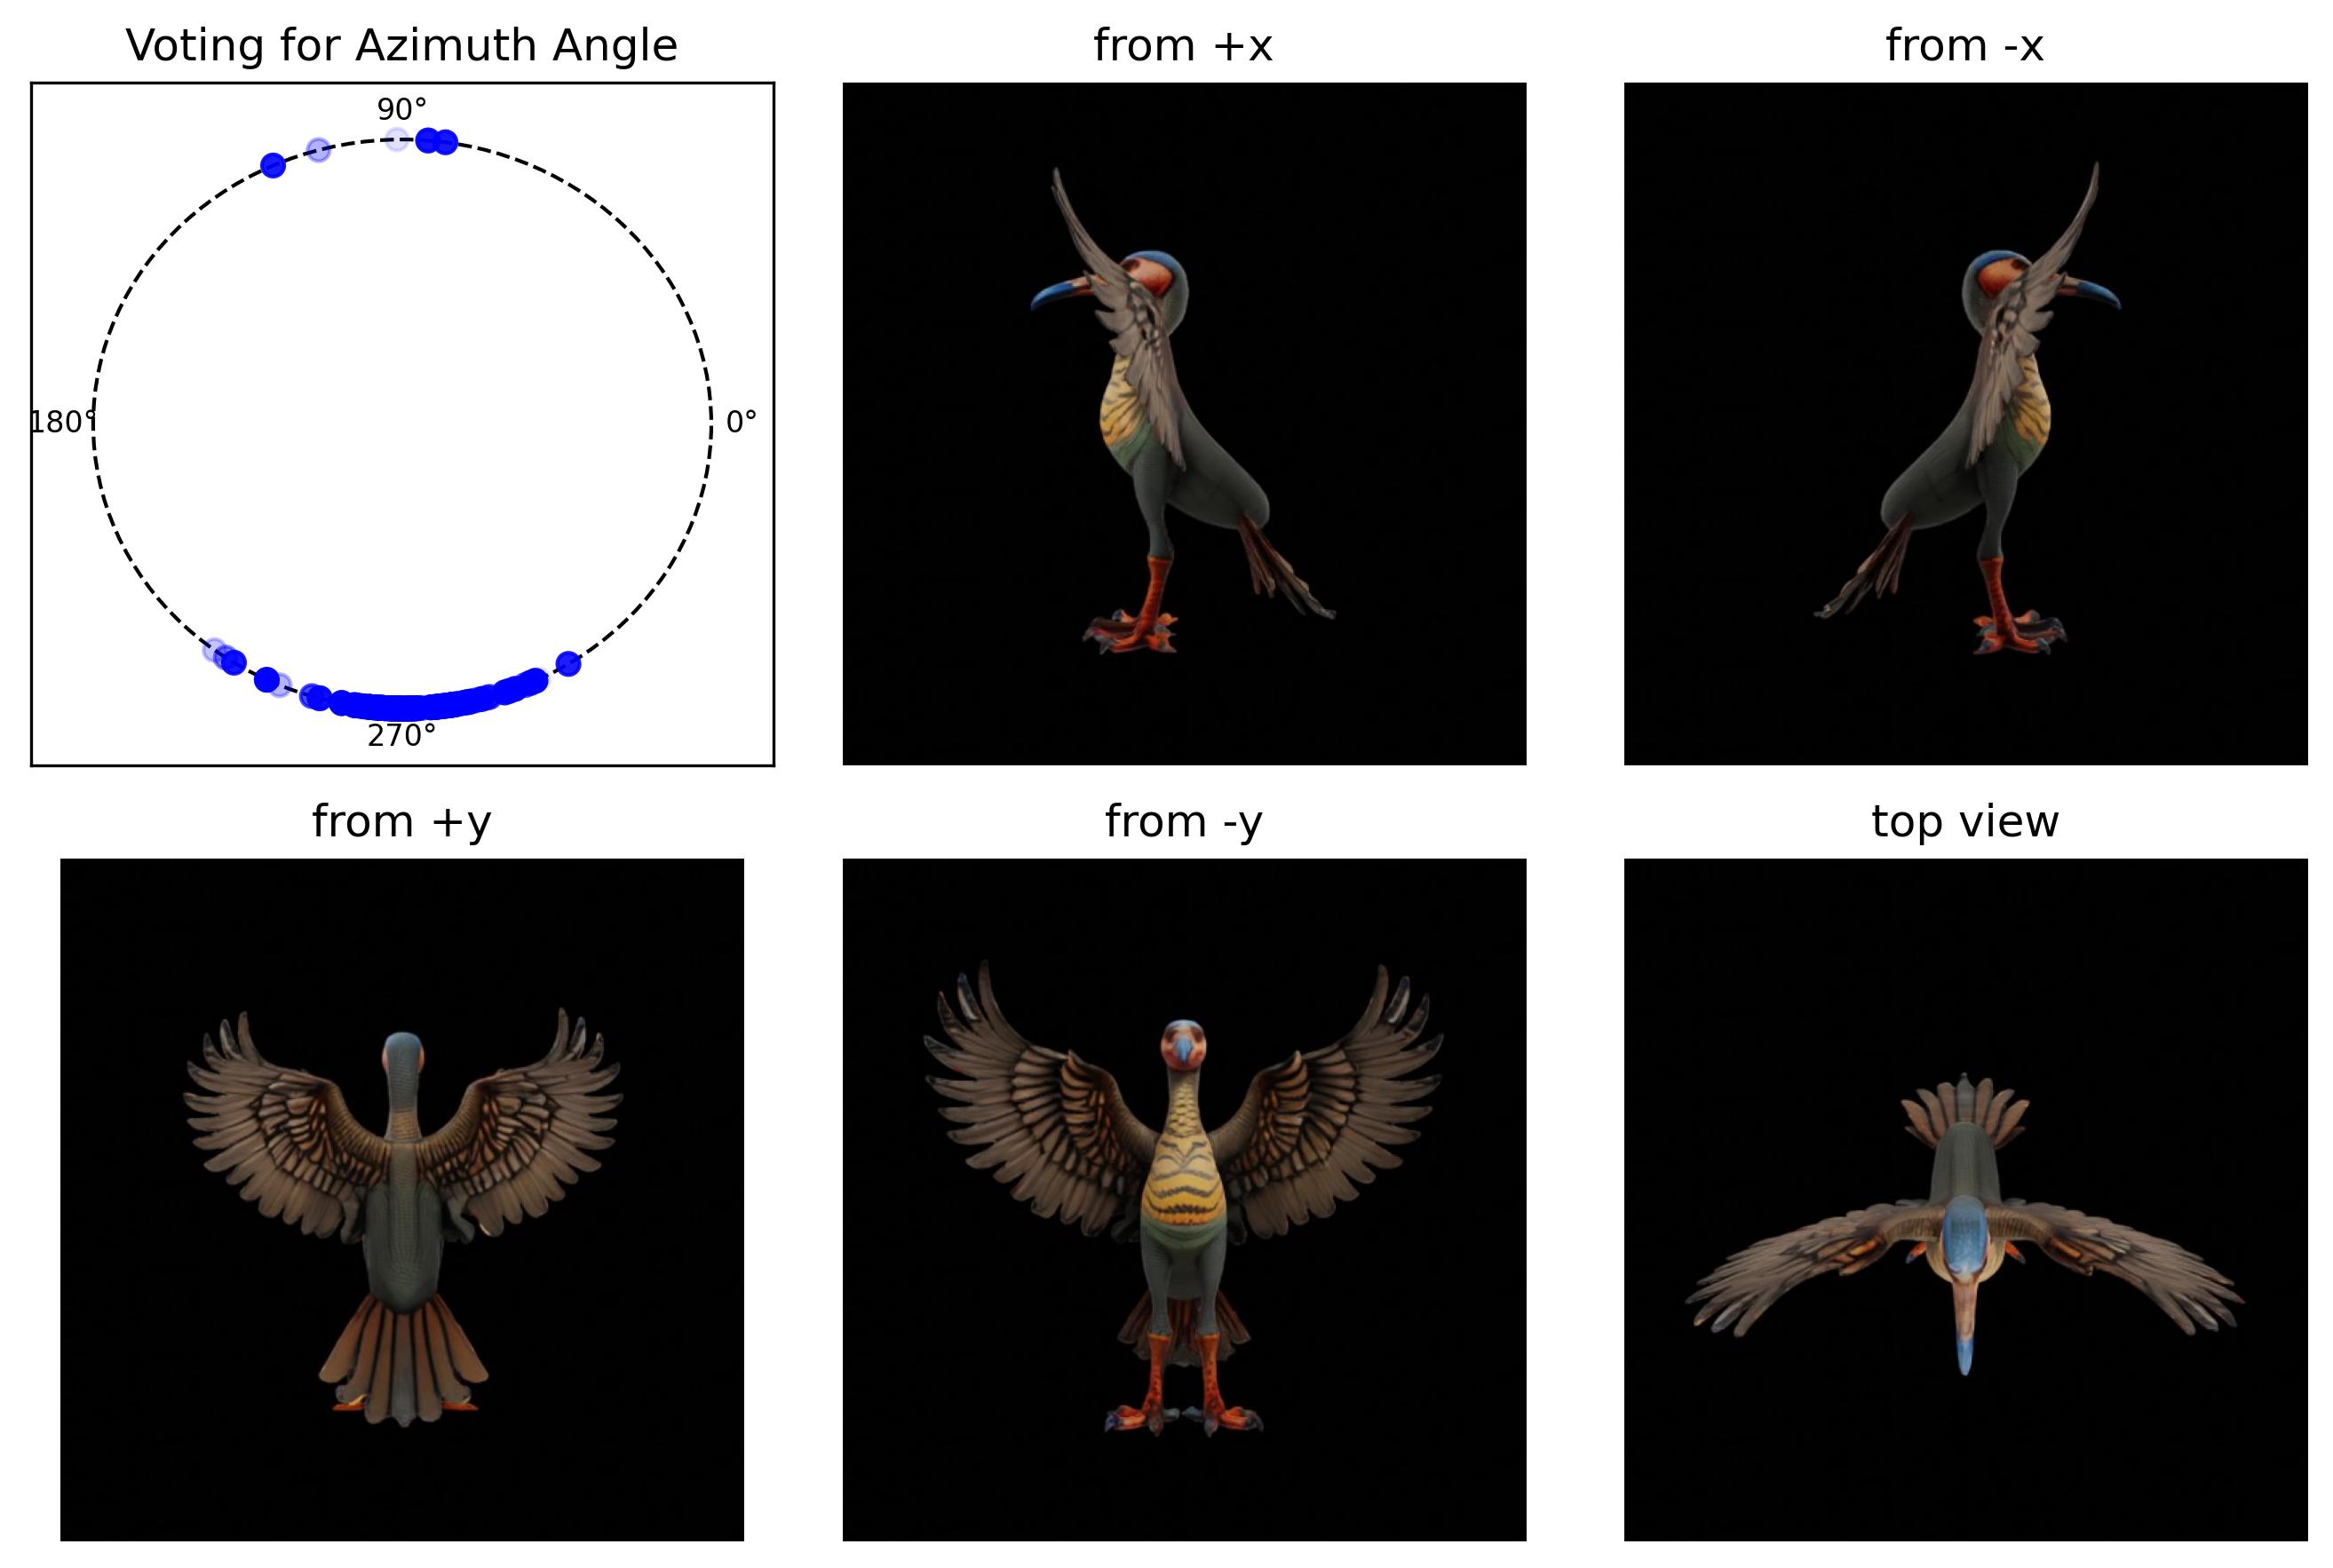 Voting for Azimuth Angle
from +x
from -x
90°
180°
0°
270°
from +y
from -y
top view